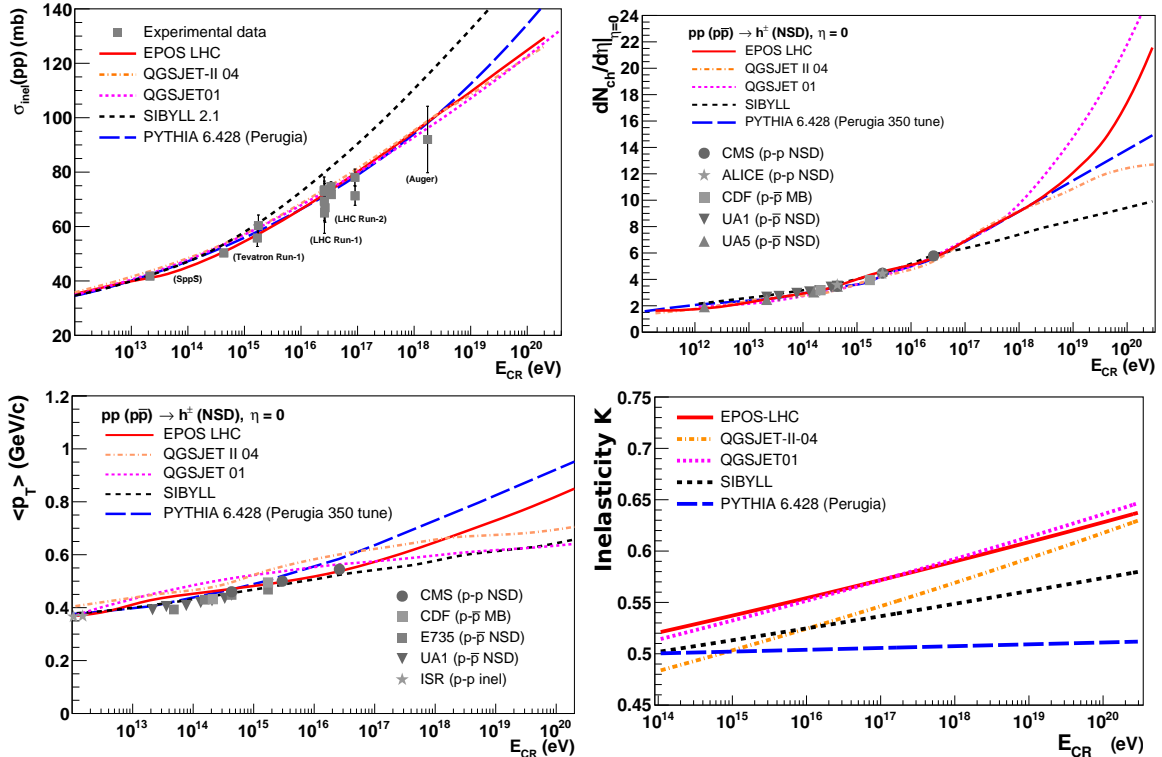 σinel(pp) (mb)
140
120
100
80
60
40
20
Experimental data
EPOS LHC
QGSJET-II 04
QGSJET01
SIBYLL 2.1
PYTHIA 6.428 (Perugia)
(Auger)
(LHC Run-2)
(LHC Run-1)
(Tevatron Run-1)
(SppS)
10^13 10^14 10^15 10^16 10^17 10^18 10^19 10^20
E_CR (eV)
dN_ch/dη|η=0
24
22
20
18
16
14
12
10
8
6
4
2
0
pp (pp̅) → h± (NSD), η = 0
EPOS LHC
QGSJET II 04
QGSJET 01
SIBYLL
PYTHIA 6.428 (Perugia 350 tune)
CMS (p-p NSD)
ALICE (p-p NSD)
CDF (p-p̅ MB)
UA1 (p-p̅ NSD)
UA5 (p-p̅ NSD)
10^12 10^13 10^14 10^15 10^16 10^17 10^18 10^19 10^20
E_CR (eV)
<p_T> (GeV/c)
1.2
1
0.8
0.6
0.4
0.2
0
pp (pp̅) → h± (NSD), η = 0
EPOS LHC
QGSJET II 04
QGSJET 01
SIBYLL
PYTHIA 6.428 (Perugia 350 tune)
CMS (p-p NSD)
CDF (p-p̅ MB)
E735 (p-p̅ NSD)
UA1 (p-p̅ NSD)
ISR (p-p inel)
10^13 10^14 10^15 10^16 10^17 10^18 10^19 10^20
E_CR (eV)
Inelasticity K
0.75
0.7
0.65
0.6
0.55
0.5
0.45
EPOS-LHC
QGSJET-II-04
QGSJET01
SIBYLL
PYTHIA 6.428 (Perugia)
10^14 10^15 10^16 10^17 10^18 10^19 10^20
E_CR (eV)